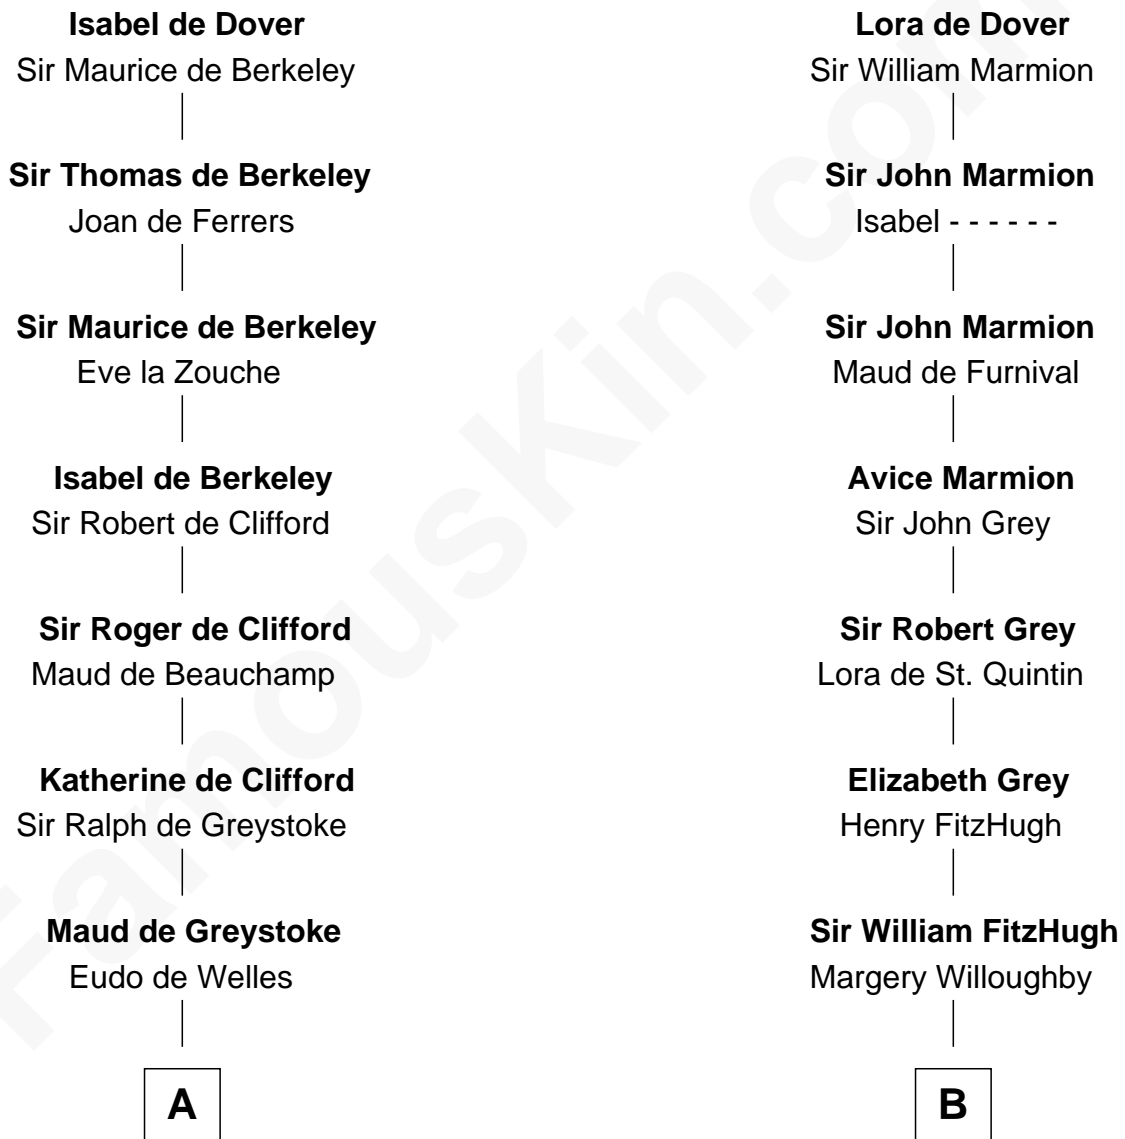 Isabel de Dover
Sir Maurice de Berkeley
Sir Thomas de Berkeley
Joan de Ferrers
Sir Maurice de Berkeley
Eve la Zouche
Isabel de Berkeley
Sir Robert de Clifford
Sir Roger de Clifford
Maud de Beauchamp
Katherine de Clifford
Sir Ralph de Greystoke
Maud de Greystoke
Eudo de Welles
A
Lora de Dover
Sir William Marmion
Sir John Marmion
Isabel - - - - - -
Sir John Marmion
Maud de Furnival
Avice Marmion
Sir John Grey
Sir Robert Grey
Lora de St. Quintin
Elizabeth Grey
Henry FitzHugh
Sir William FitzHugh
Margery Willoughby
B
FamousKin.com